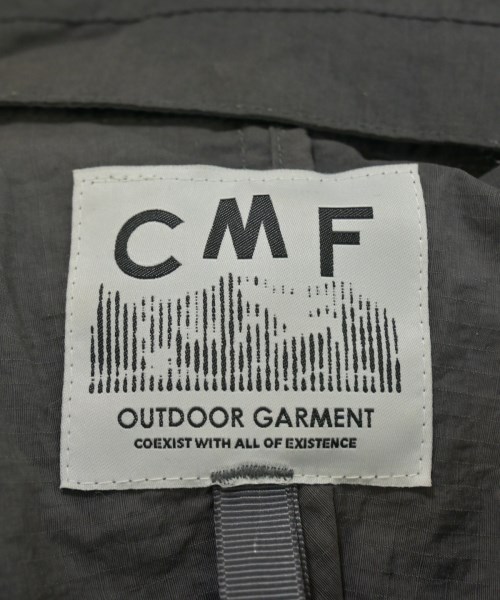 CMF
OUTDOOR GARMENT
COEXIST WITH ALL OF EXISTENCE